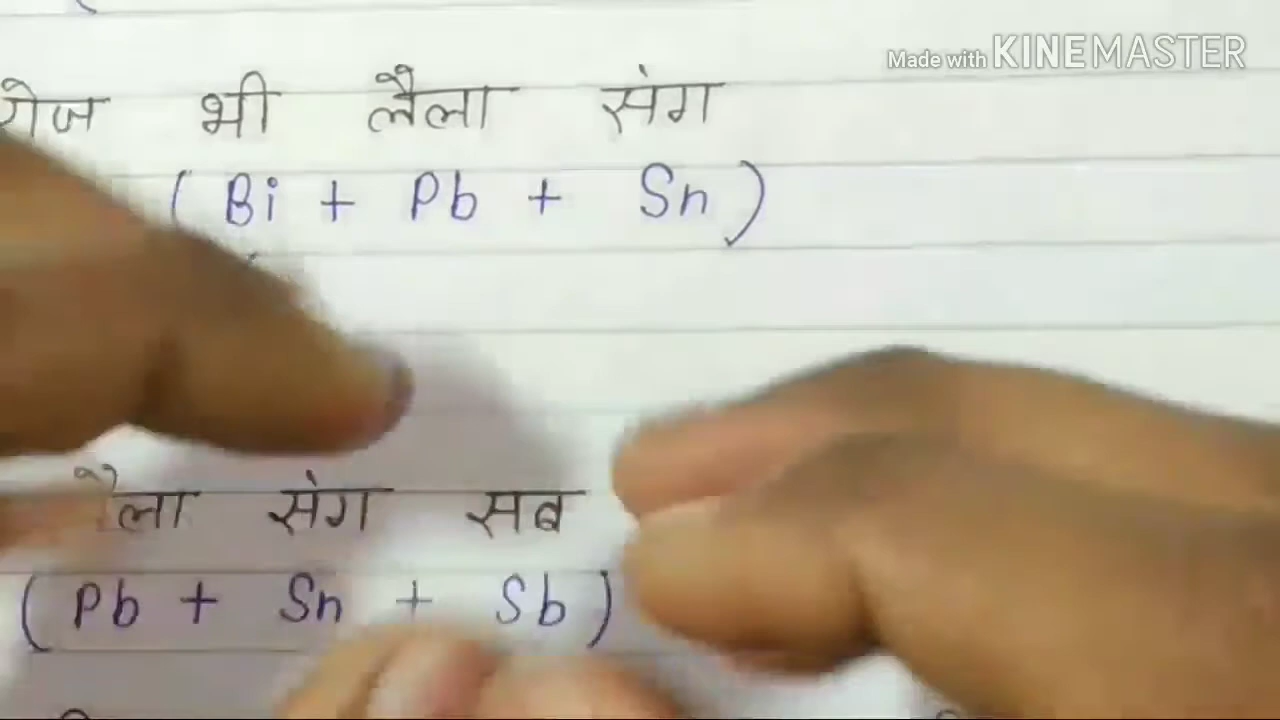 Made with KINEMASTER
भी लैला संग
( Bi + Pb + Sn )
संग सब
( Pb + Sn + Sb )